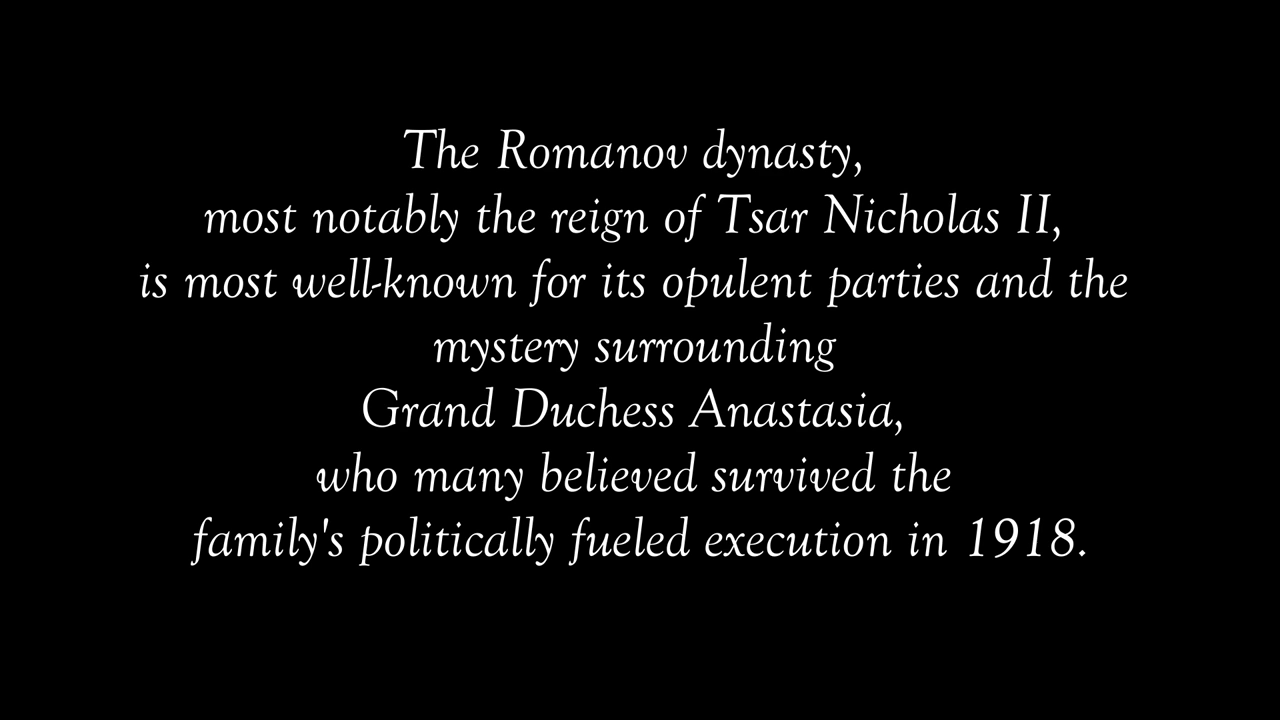 The Romanov dynasty,
most notably the reign of Tsar Nicholas II,
is most well-known for its opulent parties and the
mystery surrounding
Grand Duchess Anastasia,
who many believed survived the
family's politically fueled execution in 1918.